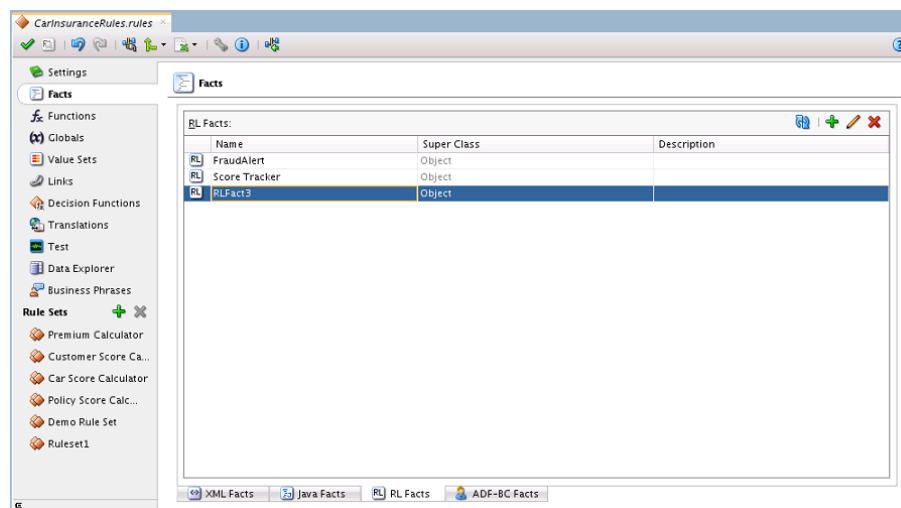 CarInsuranceRules.rules
Settings
Facts
Functions
Globals
Value Sets
Links
Decision Functions
Translations
Test
Data Explorer
Business Phrases
Rule Sets
Premium Calculator
Customer Score Ca...
Car Score Calculator
Policy Score Calc...
Demo Rule Set
Ruleset1
Facts
RL Facts:
Name Super Class Description
RL FraudAlert Object
RL Score Tracker Object
RL RLFact3 Object
XML Facts Java Facts RL RL Facts ADF-BC Facts